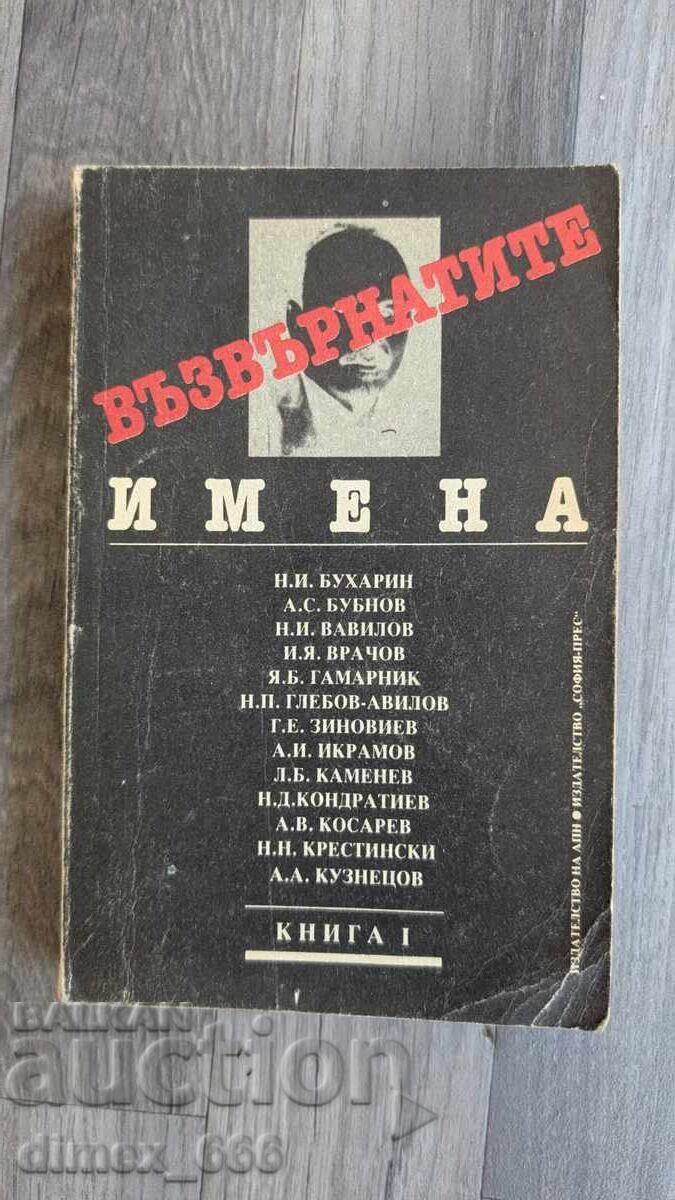 ВЪЗВЪРНАТИТЕ
ИМЕНА
Н.И. БУХАРИН
А.С. БУБНОВ
Н.И. ВАВИЛОВ
И.Я. ВРАЧОВ
Я.Б. ГАМАРНИК
Н.П. ГЛЕБОВ-АВИЛОВ
Г.Е. ЗИНОВИЕВ
А.И. ИКРАМОВ
Л.Б. КАМЕНЕВ
Н.Д.КОНДРАТИЕВ
А.В. КОСАРЕВ
Н.Н. КРЕСТИНСКИ
А.А. КУЗНЕЦОВ
КНИГА I
ИЗДАТЕЛСТВО НА АПН ● ИЗДАТЕЛСТВО „СОФИЯ-ПРЕС“
BALKAN
auction
dimex_666